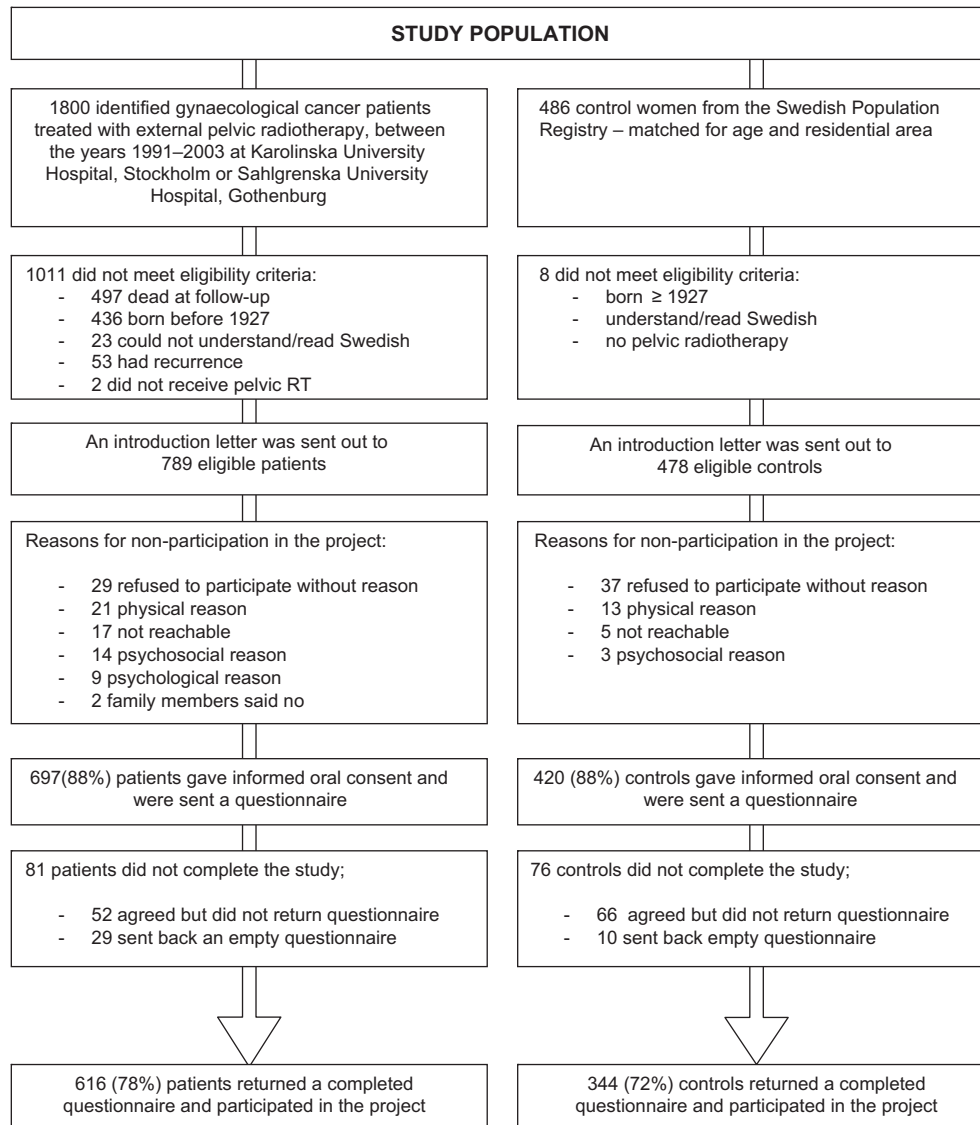 STUDY POPULATION
1800 identified gynaecological cancer patients
treated with external pelvic radiotherapy, between
the years 1991–2003 at Karolinska University
Hospital, Stockholm or Sahlgrenska University
Hospital, Gothenburg
486 control women from the Swedish Population
Registry – matched for age and residential area
1011 did not meet eligibility criteria:
- 497 dead at follow-up
- 436 born before 1927
- 23 could not understand/read Swedish
- 53 had recurrence
- 2 did not receive pelvic RT
8 did not meet eligibility criteria:
- born ≥ 1927
- understand/read Swedish
- no pelvic radiotherapy
An introduction letter was sent out to
789 eligible patients
An introduction letter was sent out to
478 eligible controls
Reasons for non-participation in the project:
- 29 refused to participate without reason
- 21 physical reason
- 17 not reachable
- 14 psychosocial reason
- 9 psychological reason
- 2 family members said no
Reasons for non-participation in the project:
- 37 refused to participate without reason
- 13 physical reason
- 5 not reachable
- 3 psychosocial reason
697(88%) patients gave informed oral consent and
were sent a questionnaire
420 (88%) controls gave informed oral consent and
were sent a questionnaire
81 patients did not complete the study;
- 52 agreed but did not return questionnaire
- 29 sent back an empty questionnaire
76 controls did not complete the study;
- 66 agreed but did not return questionnaire
- 10 sent back empty questionnaire
616 (78%) patients returned a completed
questionnaire and participated in the project
344 (72%) controls returned a completed
questionnaire and participated in the project